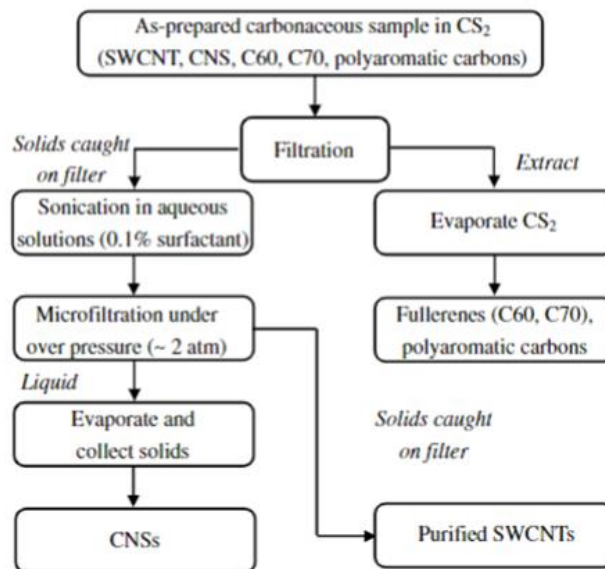 As-prepared carbonaceous sample in CS₂
(SWCNT, CNS, C60, C70, polyaromatic carbons)
Solids caught
on filter
Filtration
Extract
Sonication in aqueous
solutions (0.1% surfactant)
Evaporate CS₂
Microfiltration under
over pressure (~ 2 atm)
Fullerenes (C60, C70),
polyaromatic carbons
Liquid
Evaporate and
collect solids
Solids caught
on filter
CNSs
Purified SWCNTs